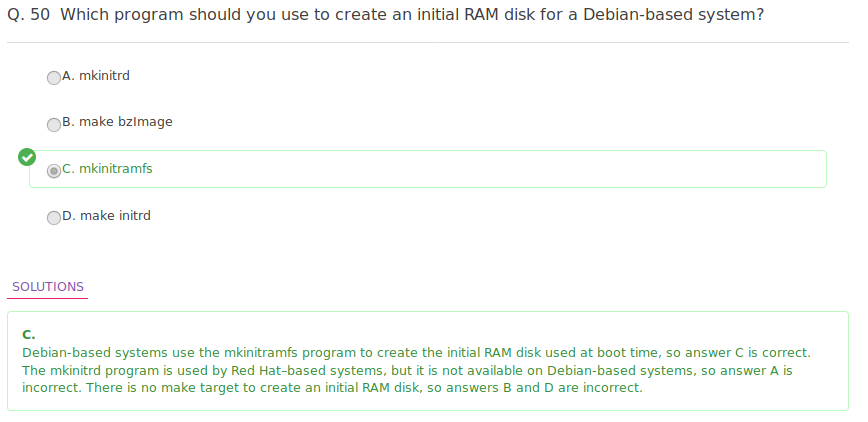 Q. 50 Which program should you use to create an initial RAM disk for a Debian-based system?
A. mkinitrd
B. make bzImage
C. mkinitramfs
D. make initrd
SOLUTIONS
C.
Debian-based systems use the mkinitramfs program to create the initial RAM disk used at boot time, so answer C is correct.
The mkinitrd program is used by Red Hat–based systems, but it is not available on Debian-based systems, so answer A is
incorrect. There is no make target to create an initial RAM disk, so answers B and D are incorrect.